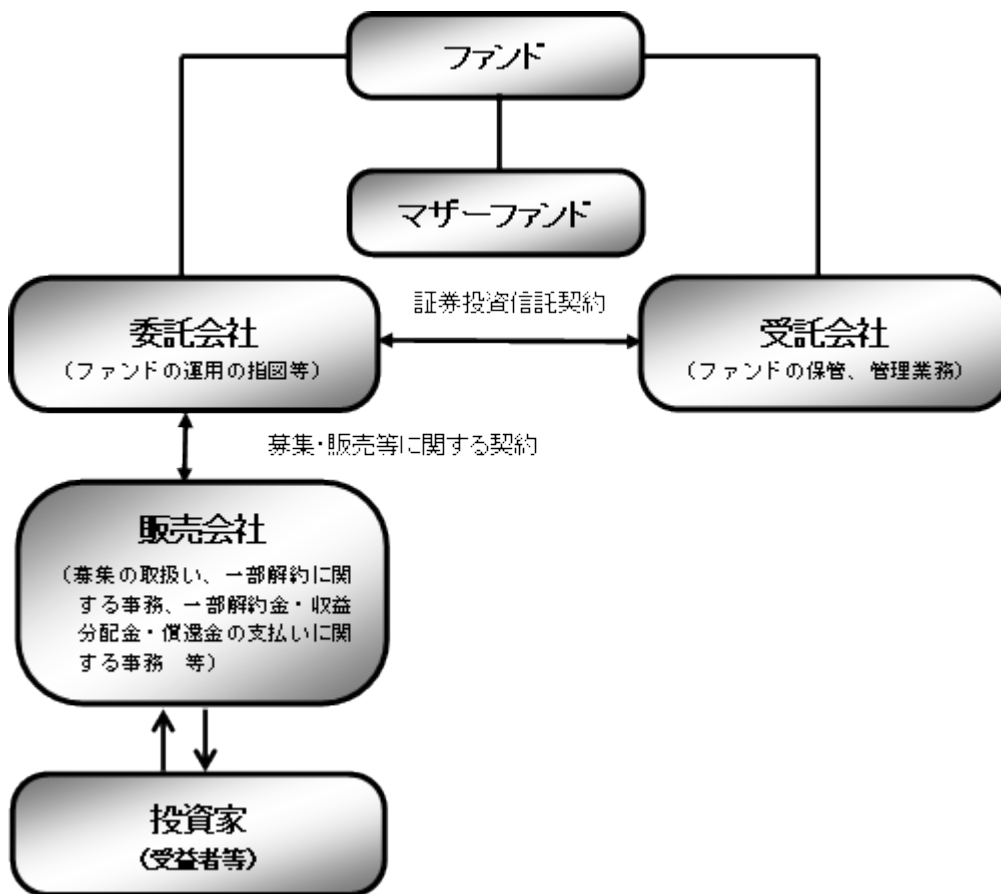 ファンド
マザーファンド
証券投資信託契約
委託会社
(ファンドの運用の指図等)
受託会社
(ファンドの保管、管理業務)
募集・販売等に関する契約
販売会社
(募集の取扱い、一部解約に関
する事務、一部解約金・収益
分配金・償還金の支払いに関
する事務　等)
投資家
(受益者等)